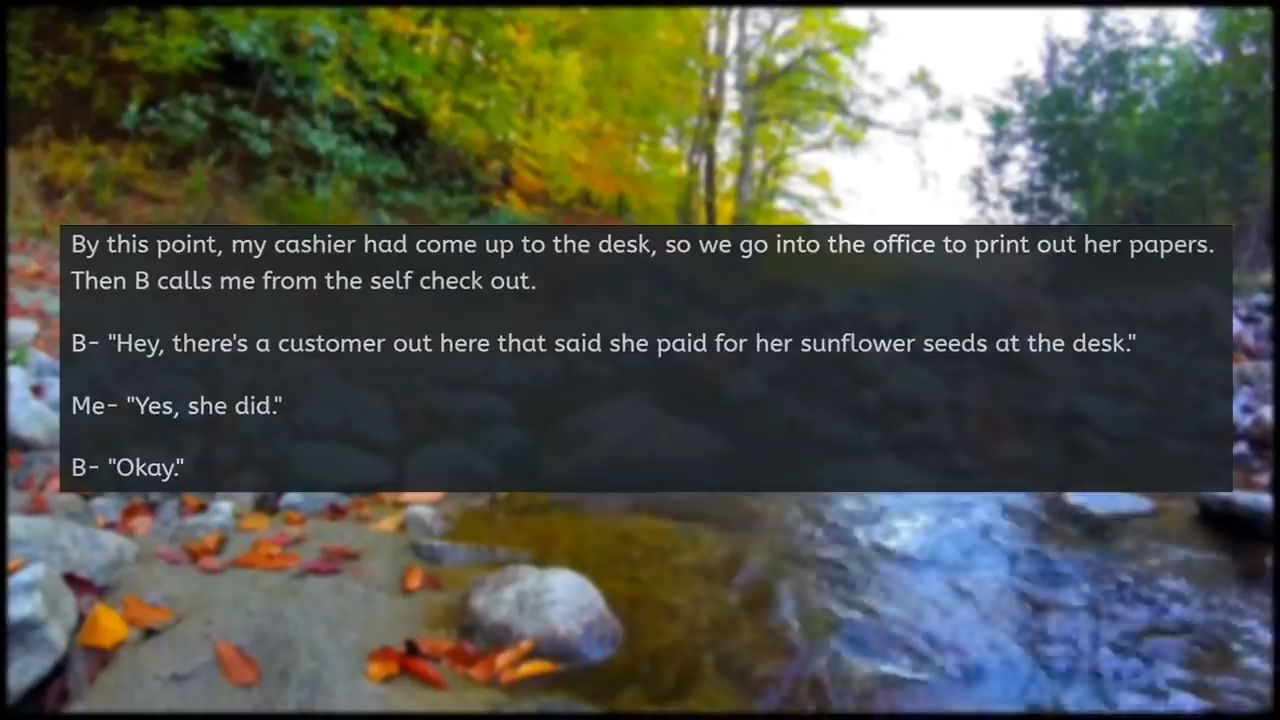 By this point, my cashier had come up to the desk, so we go into the office to print out her papers.
Then B calls me from the self check out.
B- "Hey, there's a customer out here that said she paid for her sunflower seeds at the desk."
Me- "Yes, she did."
B- "Okay."